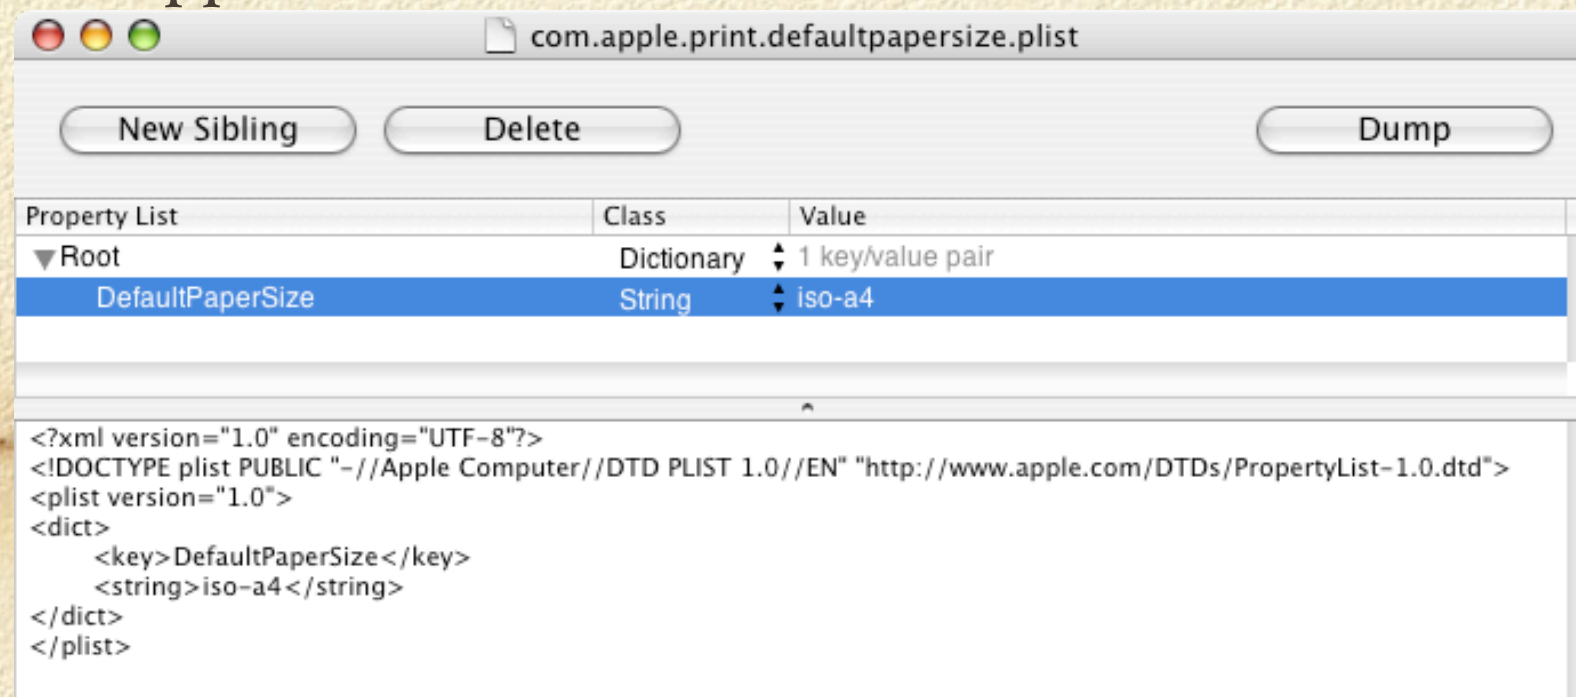 com.apple.print.defaultpapersize.plist
New Sibling Delete Dump
Property List Class Value
Root Dictionary 1 key/value pair
DefaultPaperSize String iso-a4
<?xml version="1.0" encoding="UTF-8"?>
<!DOCTYPE plist PUBLIC "-//Apple Computer//DTD PLIST 1.0//EN" "http://www.apple.com/DTDs/PropertyList-1.0.dtd">
<plist version="1.0">
<dict>
<key>DefaultPaperSize</key>
<string>iso-a4</string>
</dict>
</plist>